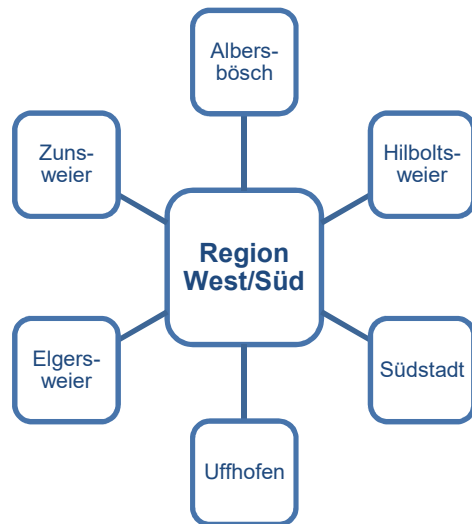 Albers-
bösch
Zuns-
weier
Hilbolts-
weier
Region
West/Süd
Elgers-
weier
Südstadt
Uffhofen